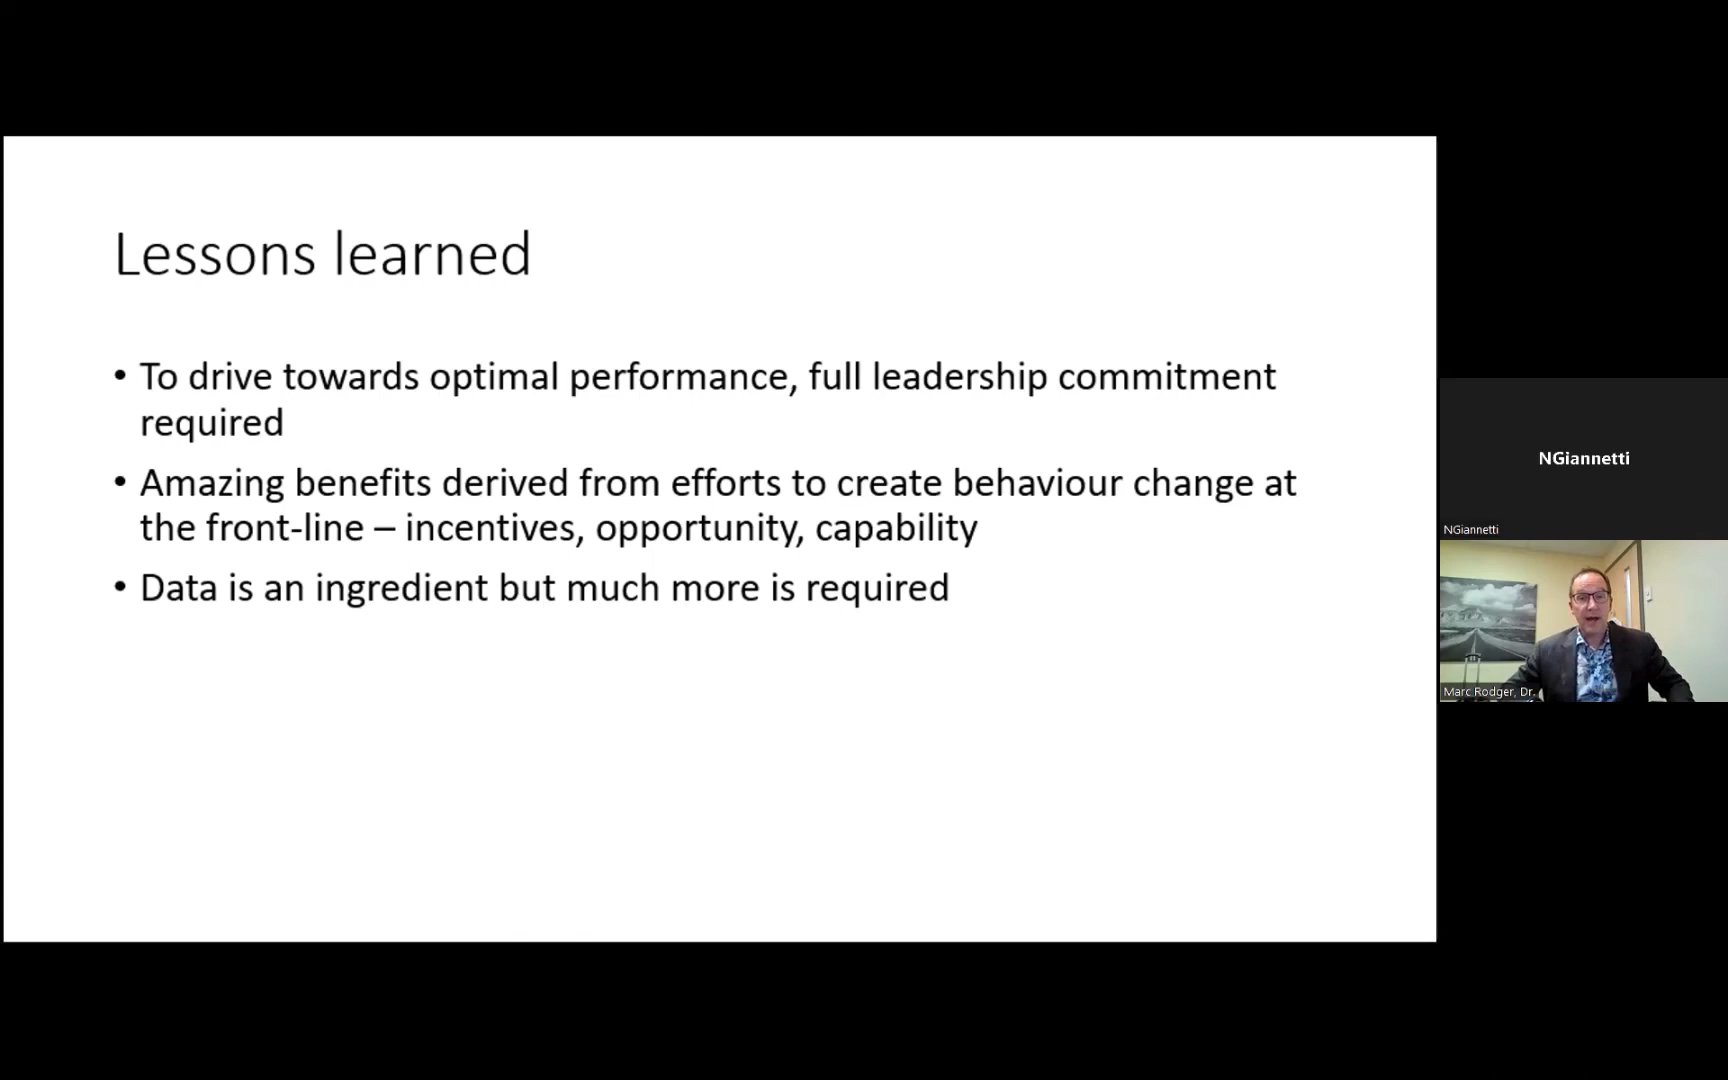 Lessons learned
• To drive towards optimal performance, full leadership commitment
required
• Amazing benefits derived from efforts to create behaviour change at
the front-line – incentives, opportunity, capability
• Data is an ingredient but much more is required
NGiannetti
NGiannetti
Marc Rodger, Dr.